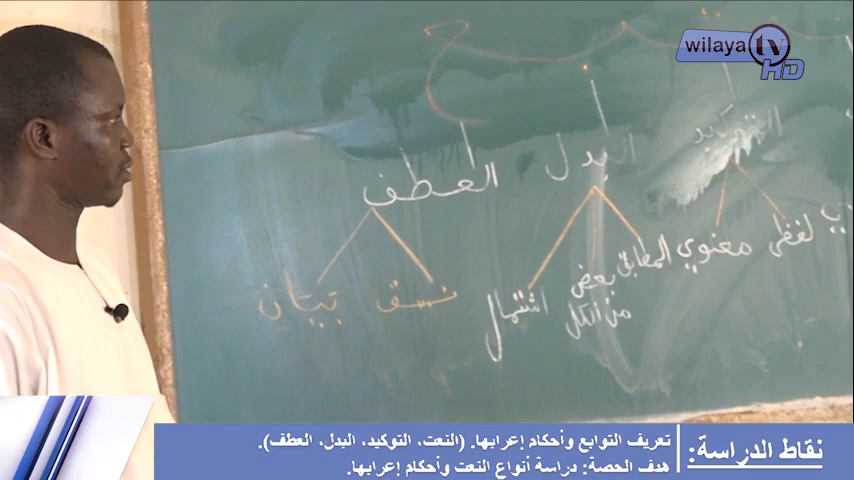 wilaya tv HD
التوكيد
البدل
العطف
لفظي معنوي
المطابق
بعض من الكل
اشتمال
نسق
بيان
نقاط الدراسة:
تعريف التوابع وأحكام إعرابها. (النعت، التوكيد، البدل، العطف).
هدف الحصة: دراسة أنواع النعت وأحكام إعرابها.